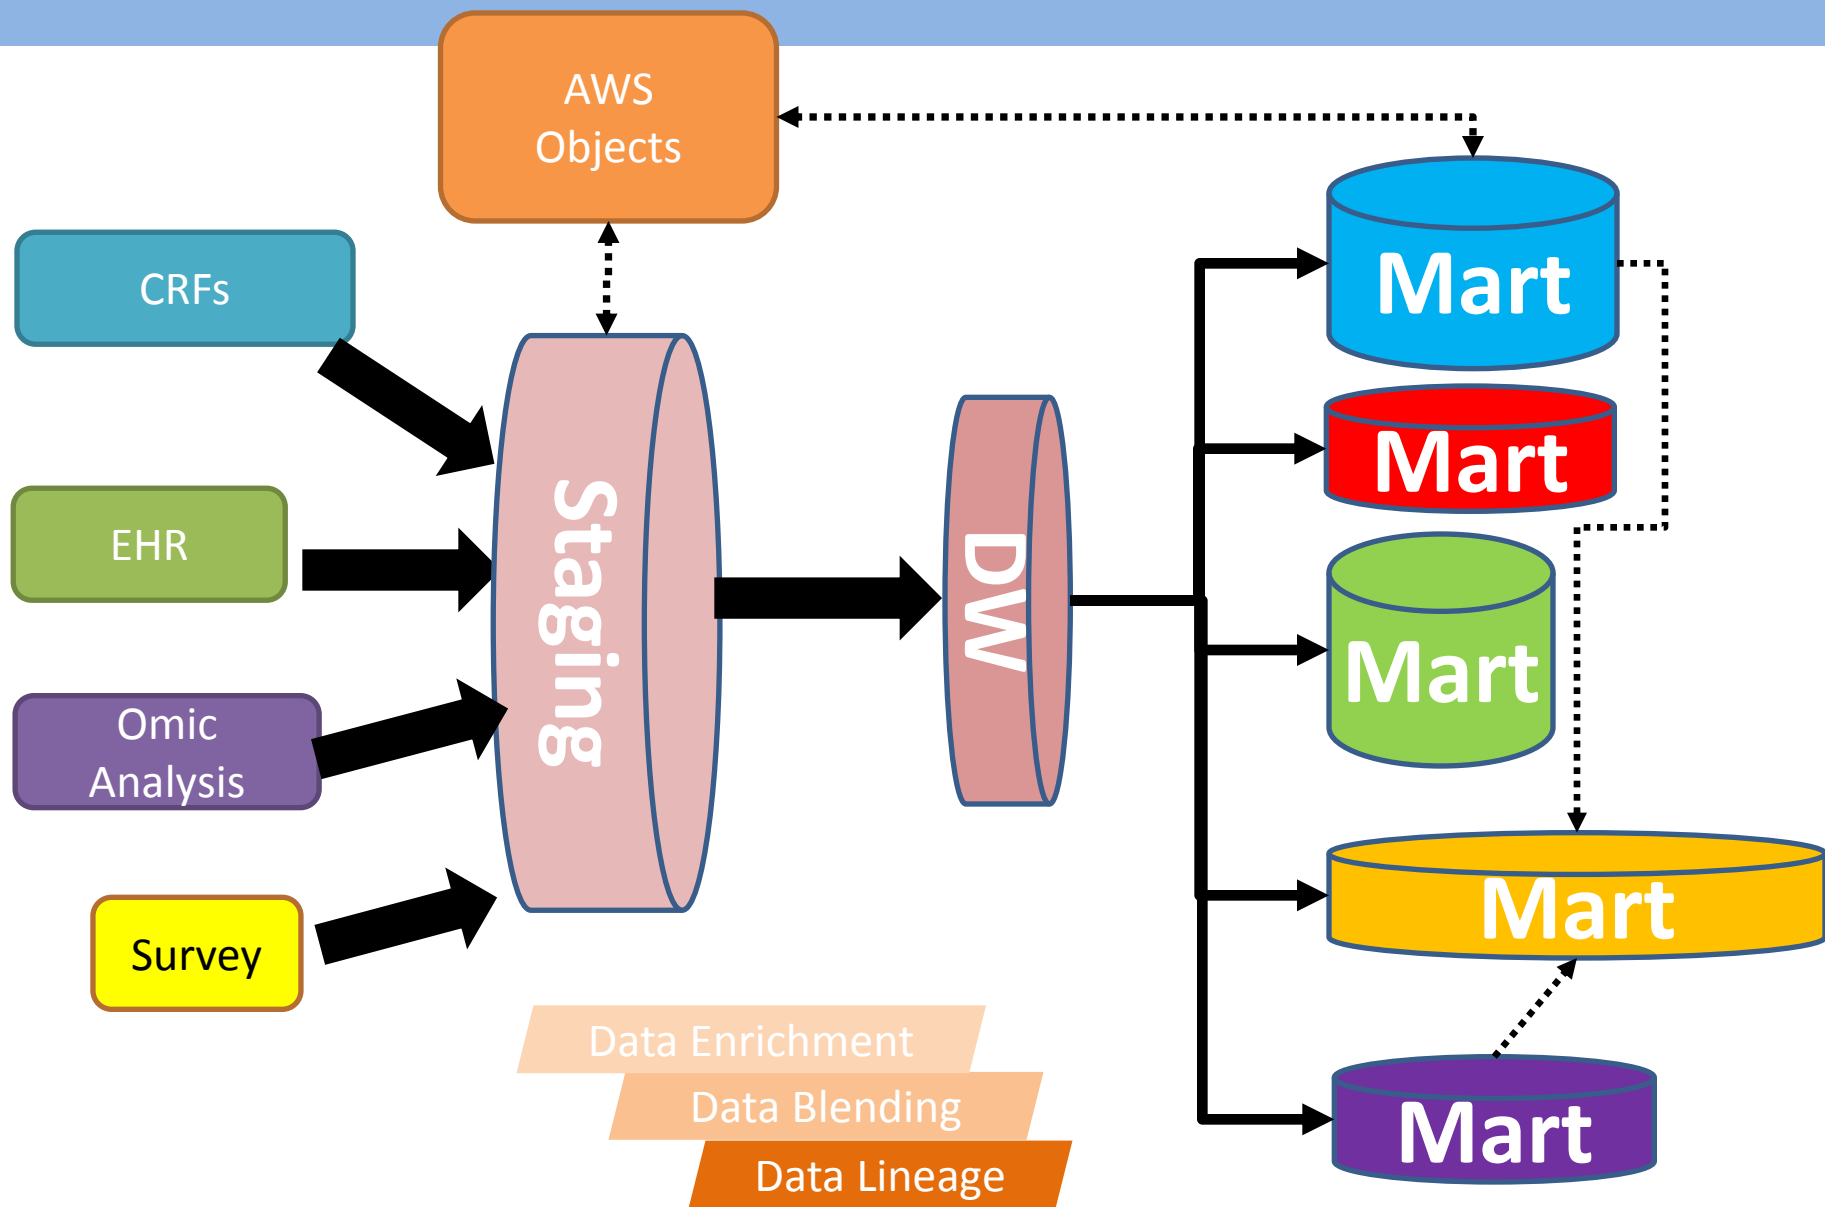 AWS
Objects
CRFs
EHR
Omic
Analysis
Survey
Staging
DW
Mart
Mart
Mart
Mart
Mart
Data Enrichment
Data Blending
Data Lineage